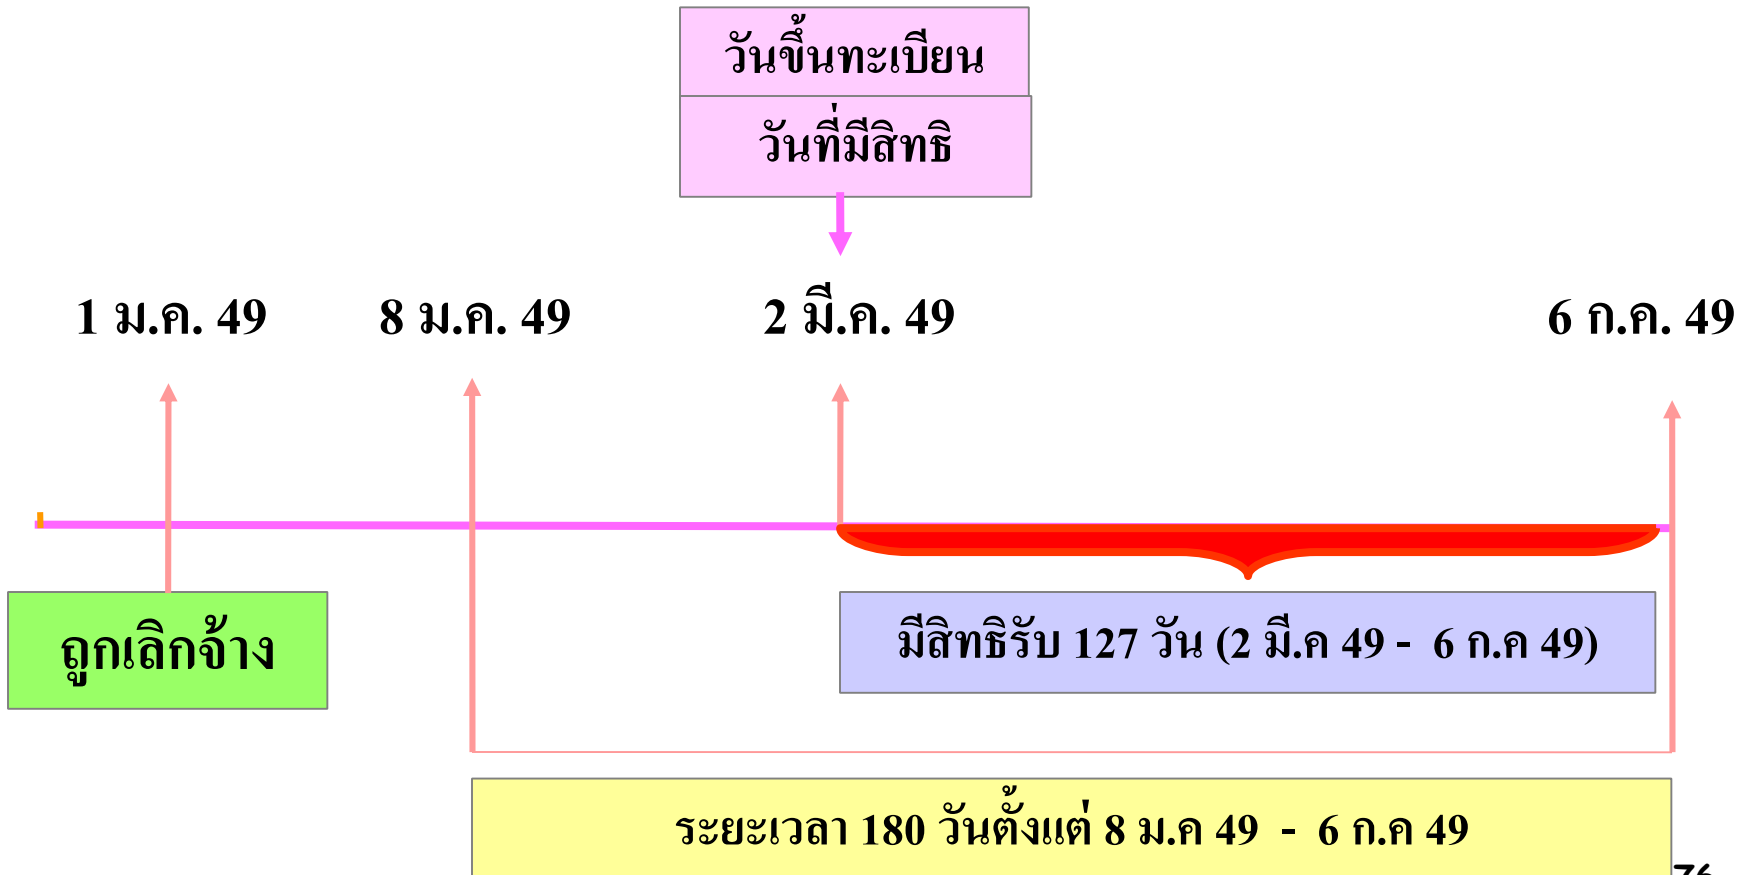 วันขึ้นทะเบียน
วันที่มีสิทธิ
1 ม.ค. 49
8 ม.ค. 49
2 มี.ค. 49
6 ก.ค. 49
ถูกเลิกจ้าง
มีสิทธิรับ 127 วัน (2 มี.ค 49 - 6 ก.ค 49)
ระยะเวลา 180 วันตั้งแต่ 8 ม.ค 49 - 6 ก.ค 49